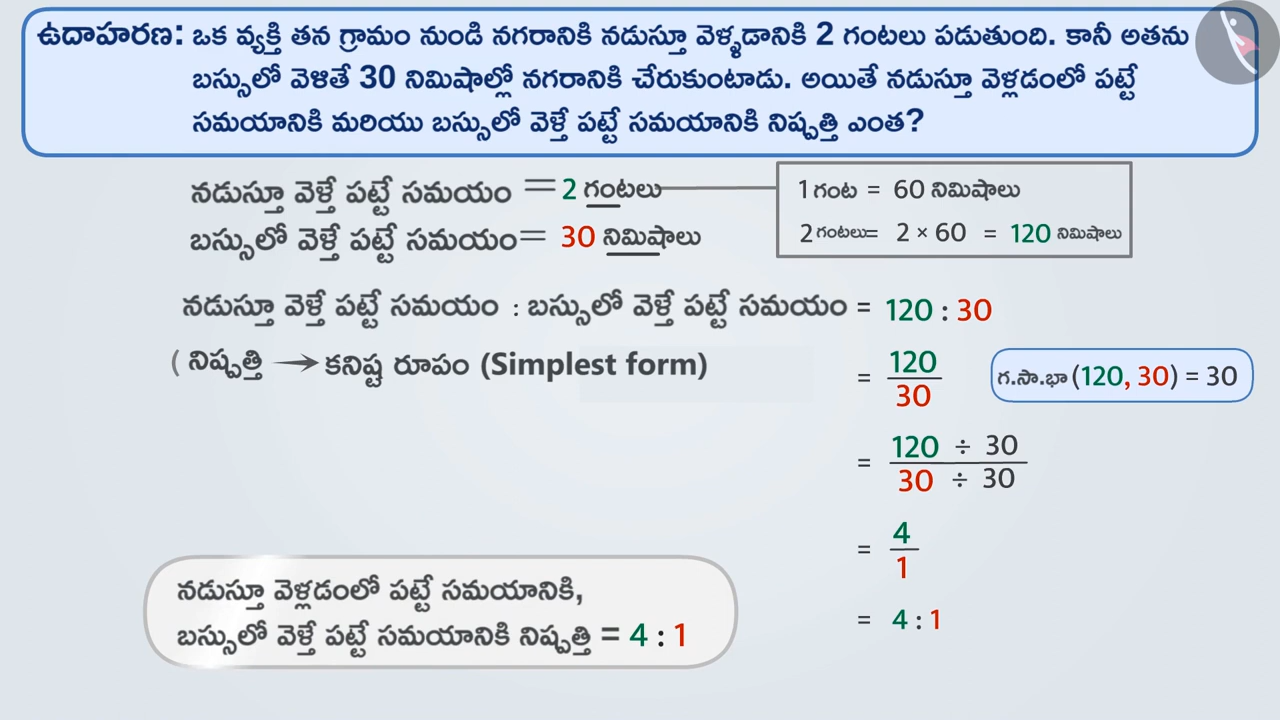 ఉదాహరణ: ఒక వ్యక్తి తన గ్రామం నుండి నగరానికి నడుస్తూ వెళ్ళడానికి 2 గంటలు పడుతుంది. కానీ అతను
బస్సులో వెళితే 30 నిమిషాల్లో నగరానికి చేరుకుంటాడు. అయితే నడుస్తూ వెళ్లడంలో పట్టే
సమయానికి మరియు బస్సులో వెళ్తే పట్టే సమయానికి నిష్పత్తి ఎంత?
నడుస్తూ వెళ్తే పట్టే సమయం = 2 గంటలు
1 గంట = 60 నిమిషాలు
బస్సులో వెళ్తే పట్టే సమయం = 30 నిమిషాలు
2 గంటలు = 2 × 60 = 120 నిమిషాలు
నడుస్తూ వెళ్తే పట్టే సమయం : బస్సులో వెళ్తే పట్టే సమయం = 120 : 30
( నిష్పత్తి → కనిష్ట రూపం (Simplest form)
= 120/30
గ.సా.భా (120, 30) = 30
= 120 ÷ 30 / 30 ÷ 30
= 4/1
= 4 : 1
నడుస్తూ వెళ్లడంలో పట్టే సమయానికి,
బస్సులో వెళ్తే పట్టే సమయానికి నిష్పత్తి = 4 : 1